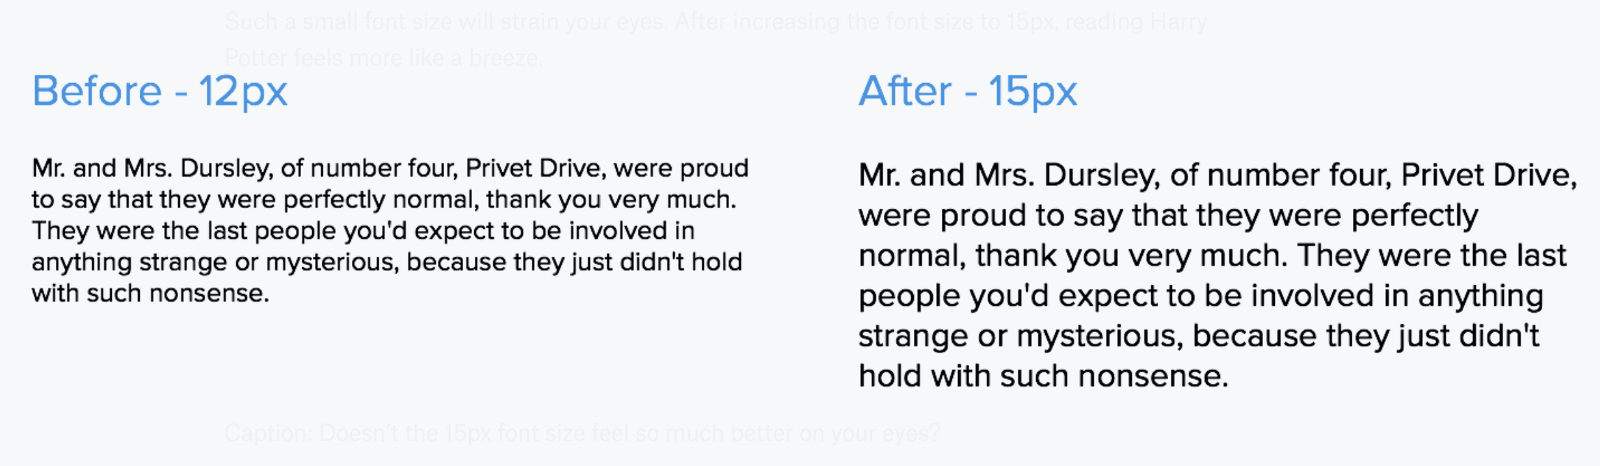 Such a small font size will strain your eyes. After increasing the font size to 15px, reading Harry
Potter feels more like a breeze.
Before - 12px
Mr. and Mrs. Dursley, of number four, Privet Drive, were proud
to say that they were perfectly normal, thank you very much.
They were the last people you'd expect to be involved in
anything strange or mysterious, because they just didn't hold
with such nonsense.
After - 15px
Mr. and Mrs. Dursley, of number four, Privet Drive,
were proud to say that they were perfectly
normal, thank you very much. They were the last
people you'd expect to be involved in anything
strange or mysterious, because they just didn't
hold with such nonsense.
Caption: Doesn't the 15px font size feel so much better on your eyes?